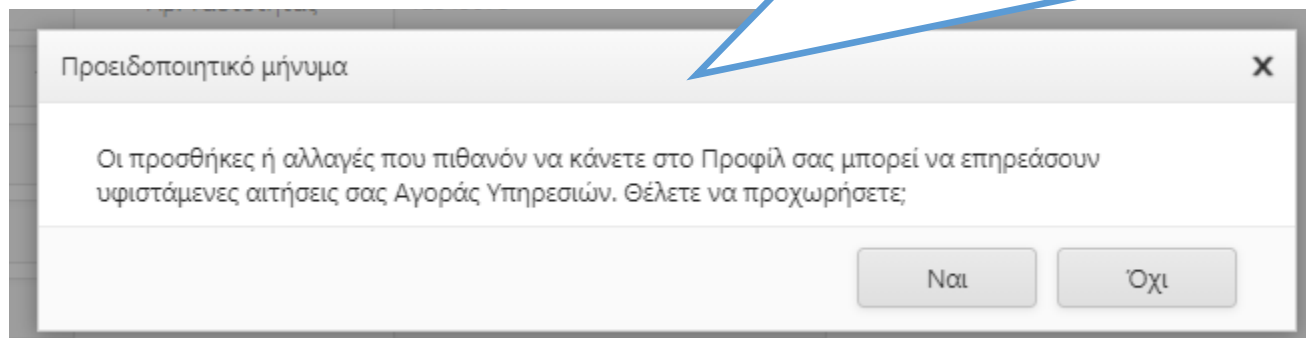 Προειδοποιητικό μήνυμα
Οι προσθήκες ή αλλαγές που πιθανόν να κάνετε στο Προφίλ σας μπορεί να επηρεάσουν
υφιστάμενες αιτήσεις σας Αγοράς Υπηρεσιών. Θέλετε να προχωρήσετε;
Ναι Όχι